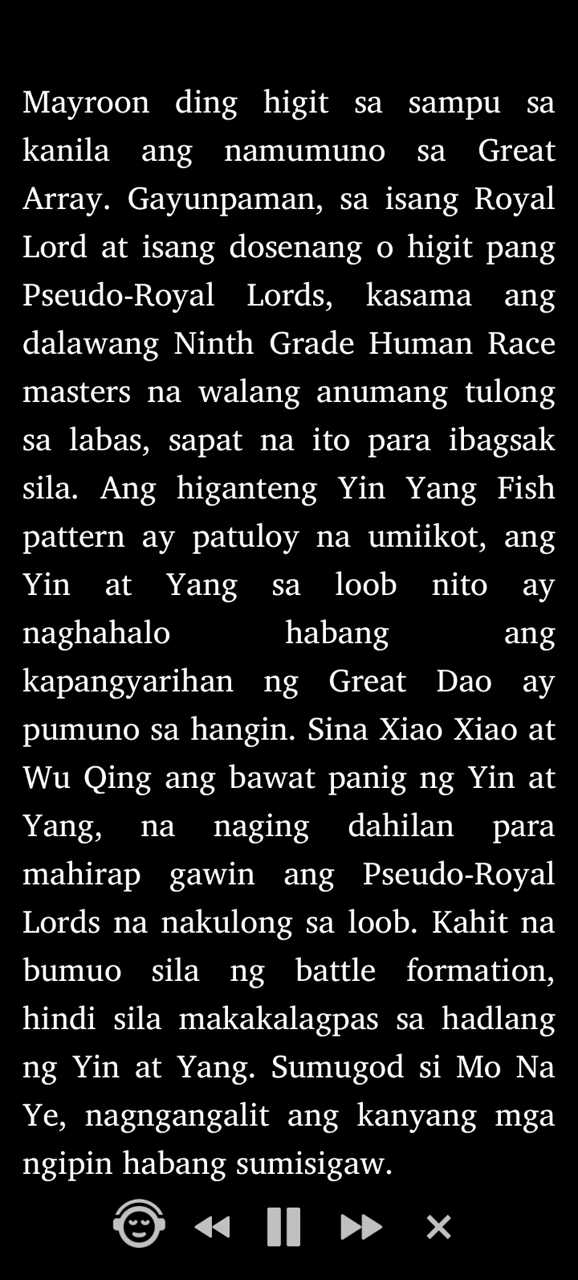 Mayroon ding higit sa sampu sa
kanila ang namumuno sa Great
Array. Gayunpaman, sa isang Royal
Lord at isang dosenang o higit pang
Pseudo-Royal Lords, kasama ang
dalawang Ninth Grade Human Race
masters na walang anumang tulong
sa labas, sapat na ito para ibagsak
sila. Ang higanteng Yin Yang Fish
pattern ay patuloy na umiikot, ang
Yin at Yang sa loob nito ay
naghahalo habang ang
kapangyarihan ng Great Dao ay
pumuno sa hangin. Sina Xiao Xiao at
Wu Qing ang bawat panig ng Yin at
Yang, na naging dahilan para
mahirap gawin ang Pseudo-Royal
Lords na nakulong sa loob. Kahit na
bumuo sila ng battle formation,
hindi sila makakalagpas sa hadlang
ng Yin at Yang. Sumugod si Mo Na
Ye, nagngangalit ang kanyang mga
ngipin habang sumisigaw.